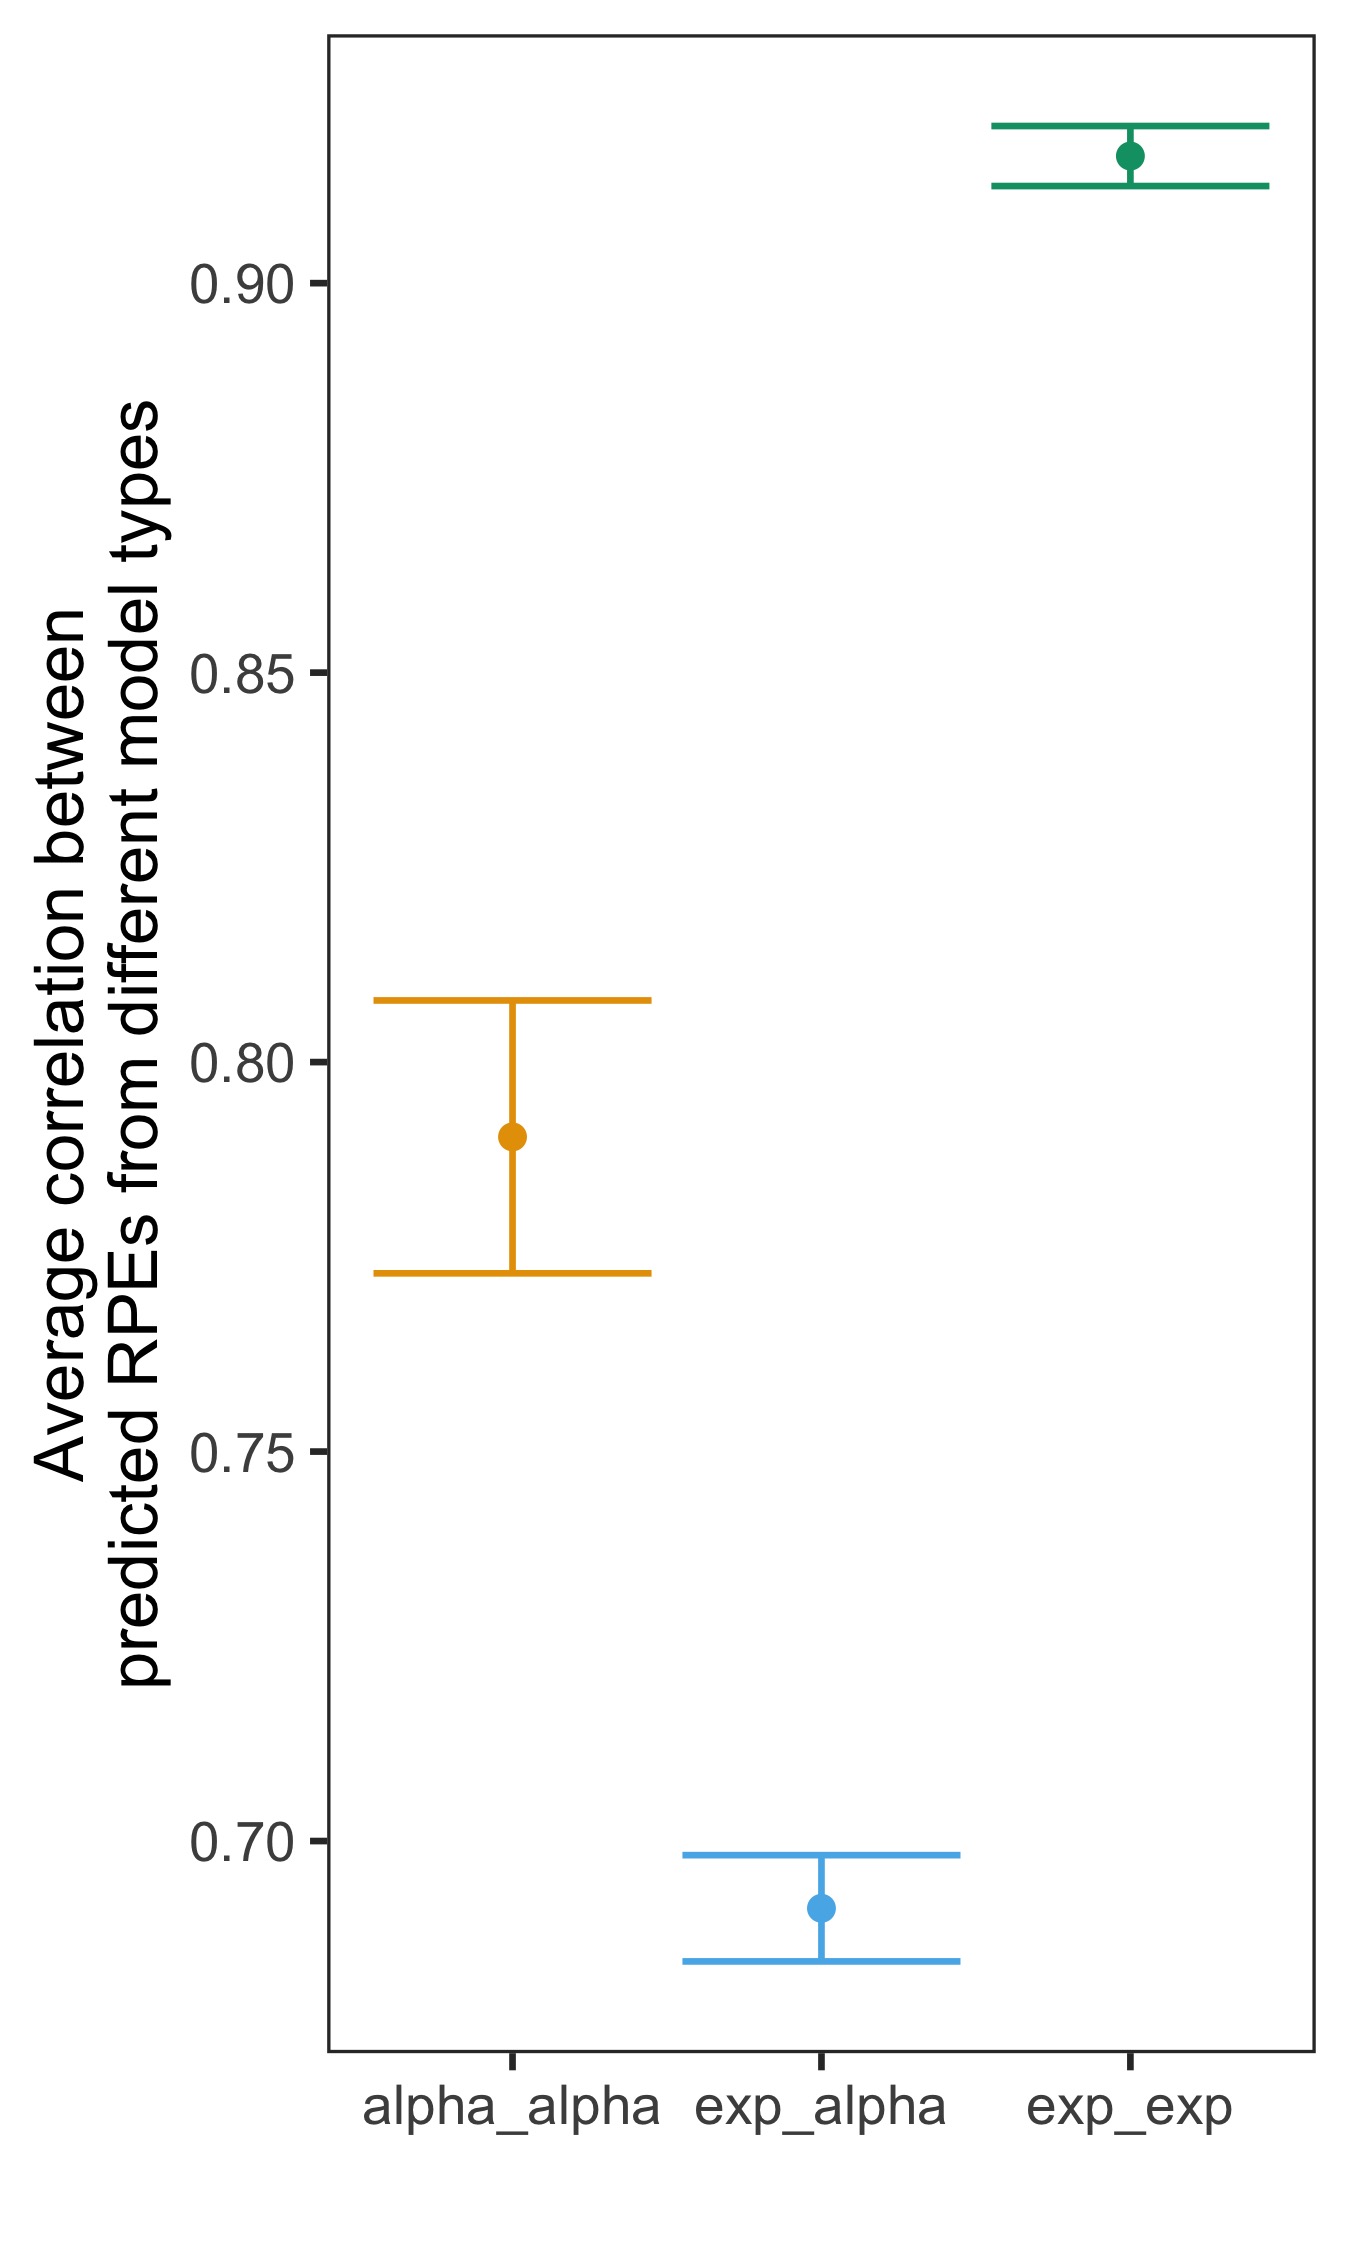 Average correlation between
predicted RPEs from different model types
0.90
0.85
0.80
0.75
0.70
alpha_alpha
exp_alpha
exp_exp